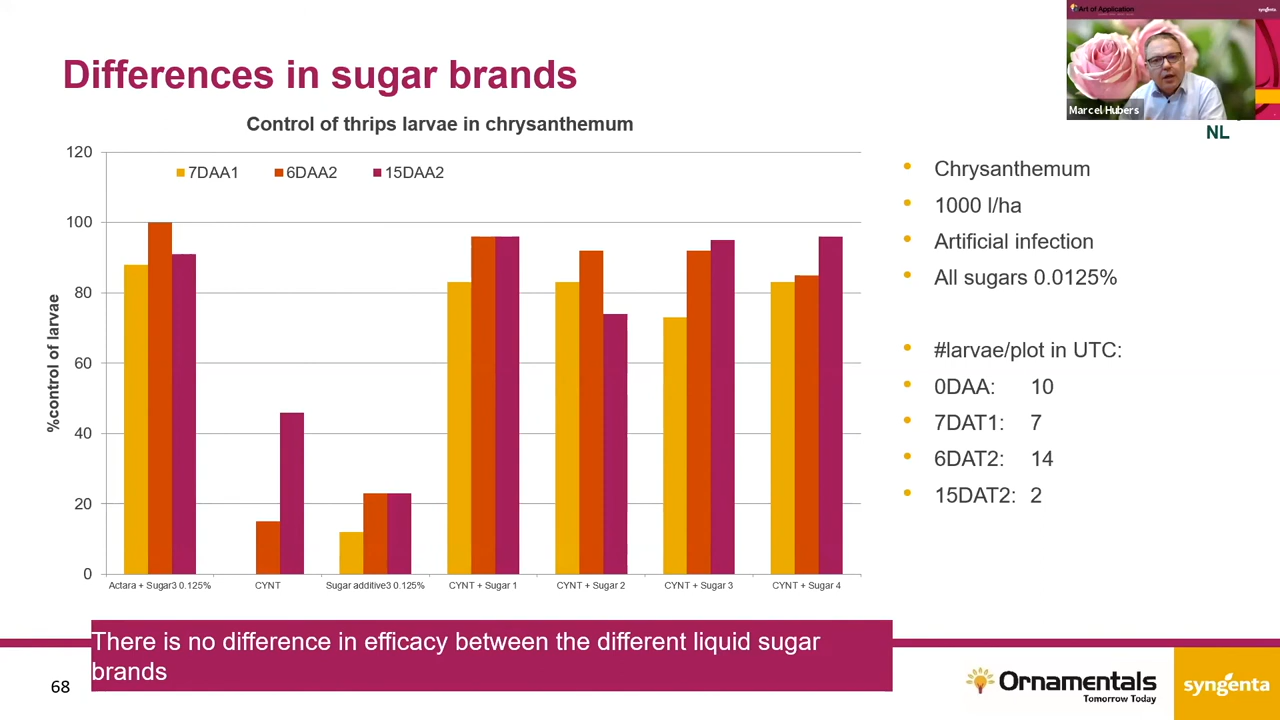 Art of Application
syngenta
Marcel Hubers
NL
Differences in sugar brands
Control of thrips larvae in chrysanthemum
7DAA1 6DAA2 15DAA2
%control of larvae
120
100
80
60
40
20
0
Actara + Sugar3 0.125% CYNT Sugar additive3 0.125% CYNT + Sugar 1 CYNT + Sugar 2 CYNT + Sugar 3 CYNT + Sugar 4
• Chrysanthemum
• 1000 l/ha
• Artificial infection
• All sugars 0.0125%
• #larvae/plot in UTC:
• 0DAA: 10
• 7DAT1: 7
• 6DAT2: 14
• 15DAT2: 2
There is no difference in efficacy between the different liquid sugar
brands
68
Ornamentals
Tomorrow Today
syngenta